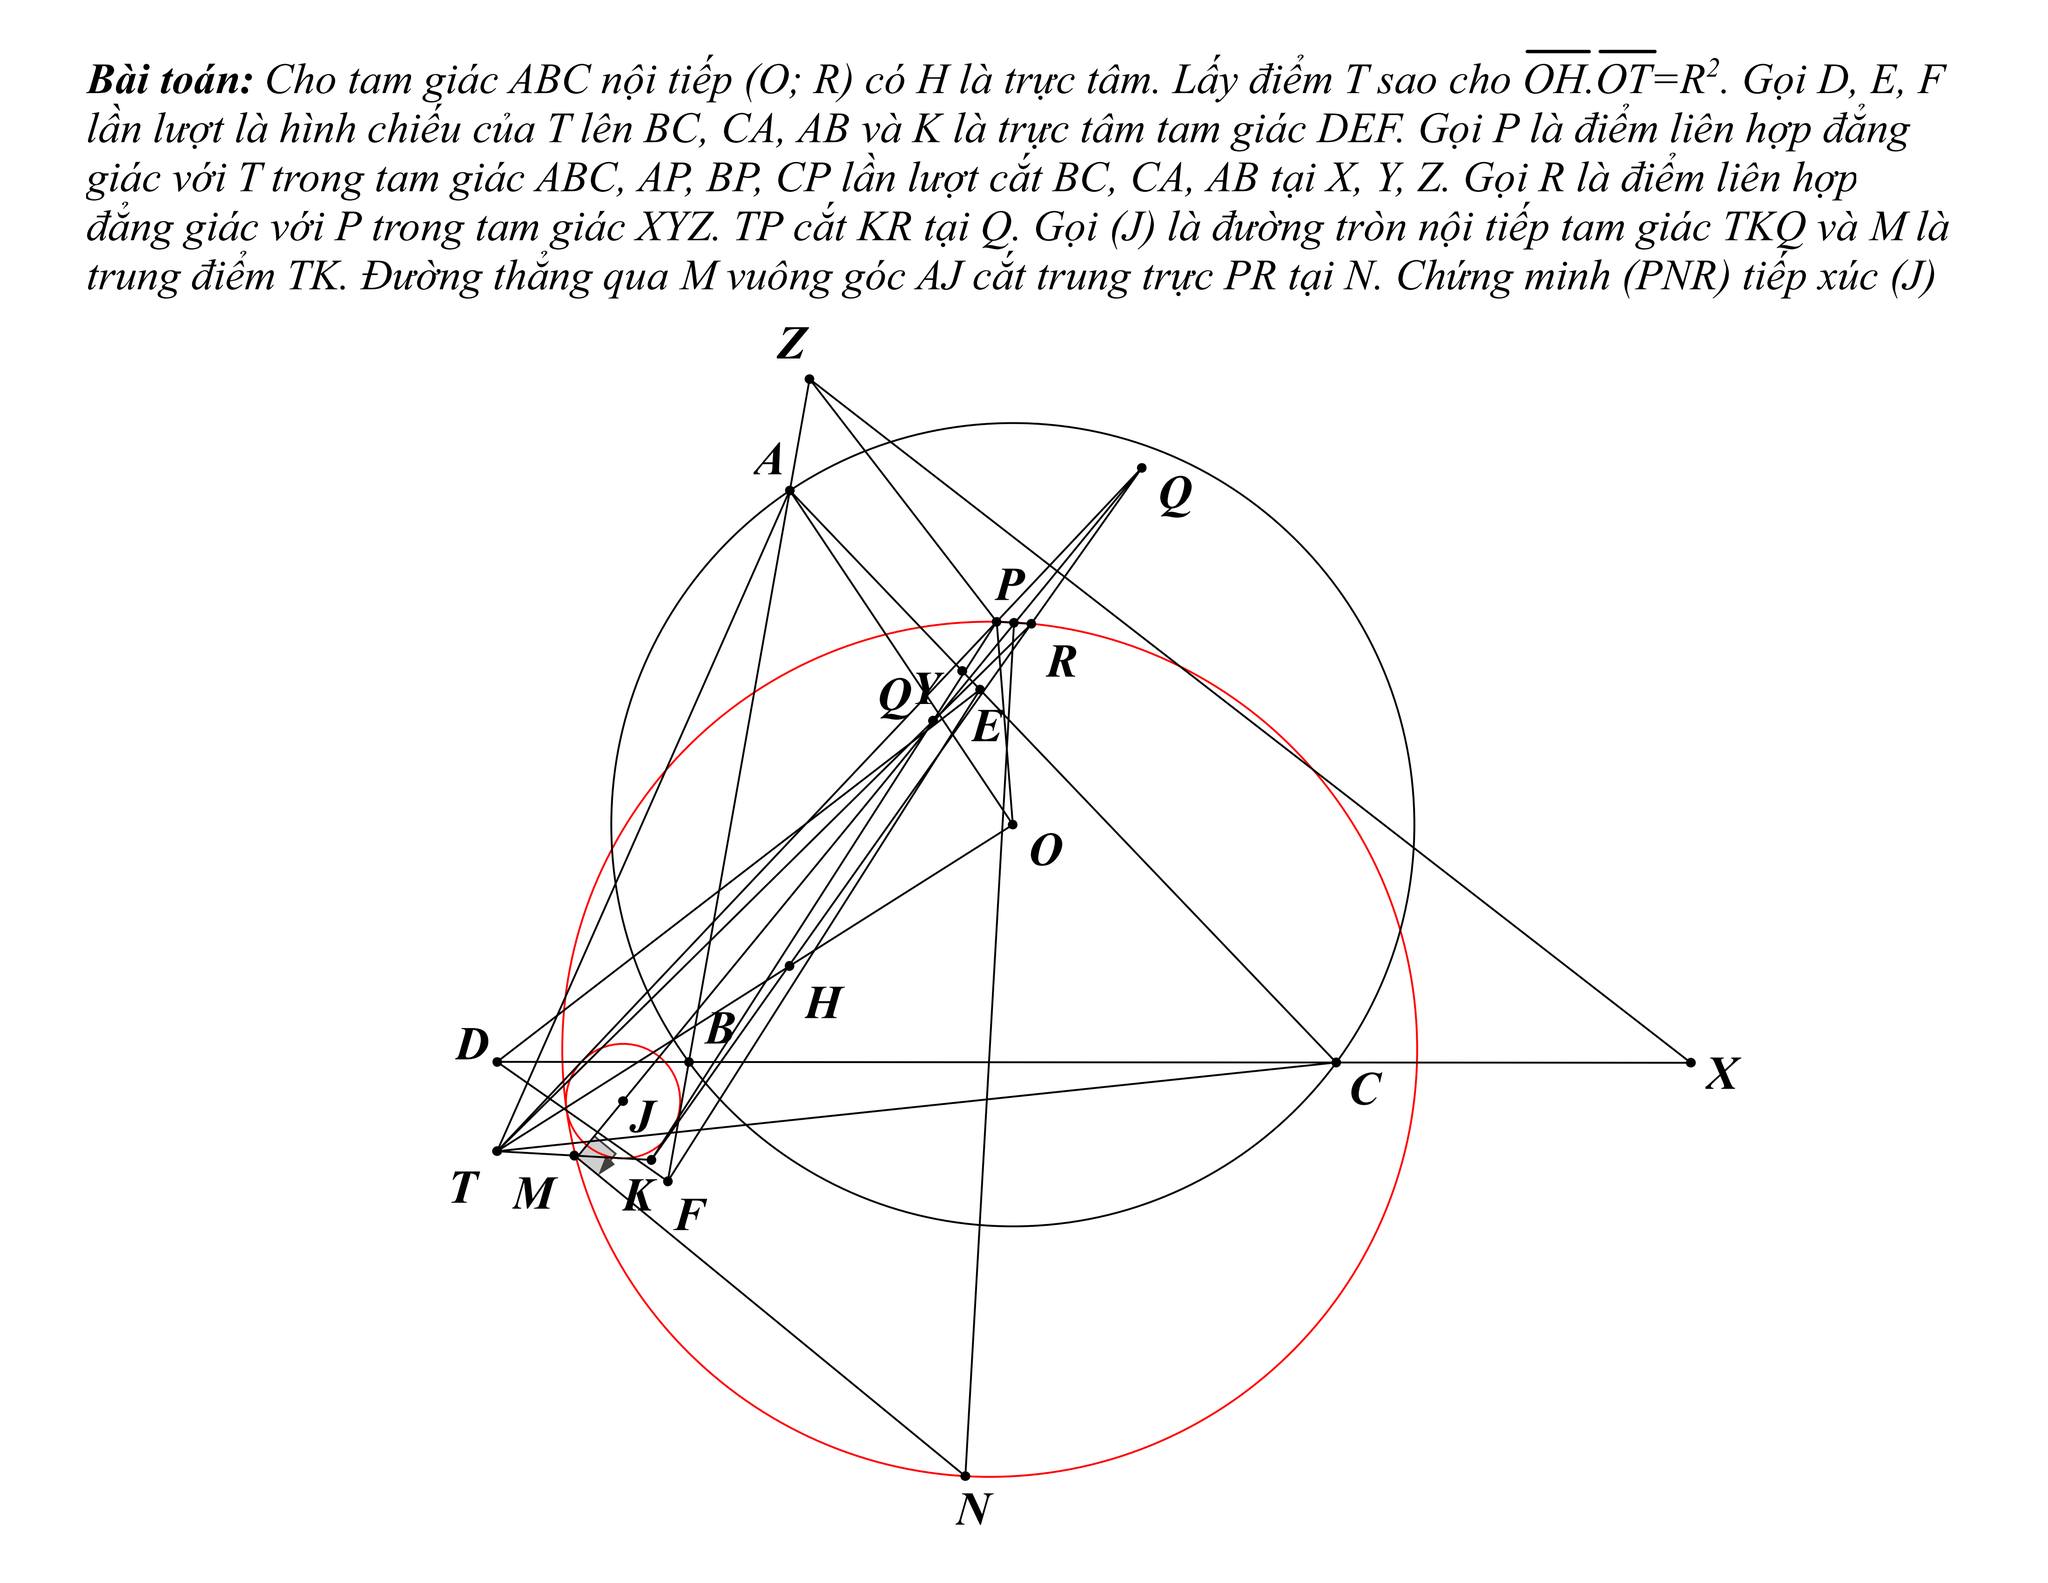 Bài toán: Cho tam giác ABC nội tiếp (O; R) có H là trực tâm. Lấy điểm T sao cho OH.OT=R². Gọi D, E, F
lần lượt là hình chiếu của T lên BC, CA, AB và K là trực tâm tam giác DEF. Gọi P là điểm liên hợp đẳng
giác với T trong tam giác ABC, AP, BP, CP lần lượt cắt BC, CA, AB tại X, Y, Z. Gọi R là điểm liên hợp
đẳng giác với P trong tam giác XYZ. TP cắt KR tại Q. Gọi (J) là đường tròn nội tiếp tam giác TKQ và M là
trung điểm TK. Đường thẳng qua M vuông góc AJ cắt trung trực PR tại N. Chứng minh (PNR) tiếp xúc (J)
Z
A
Q
P
R
Q
Y
E
O
H
B
D
C
X
J
T
M
K
F
N